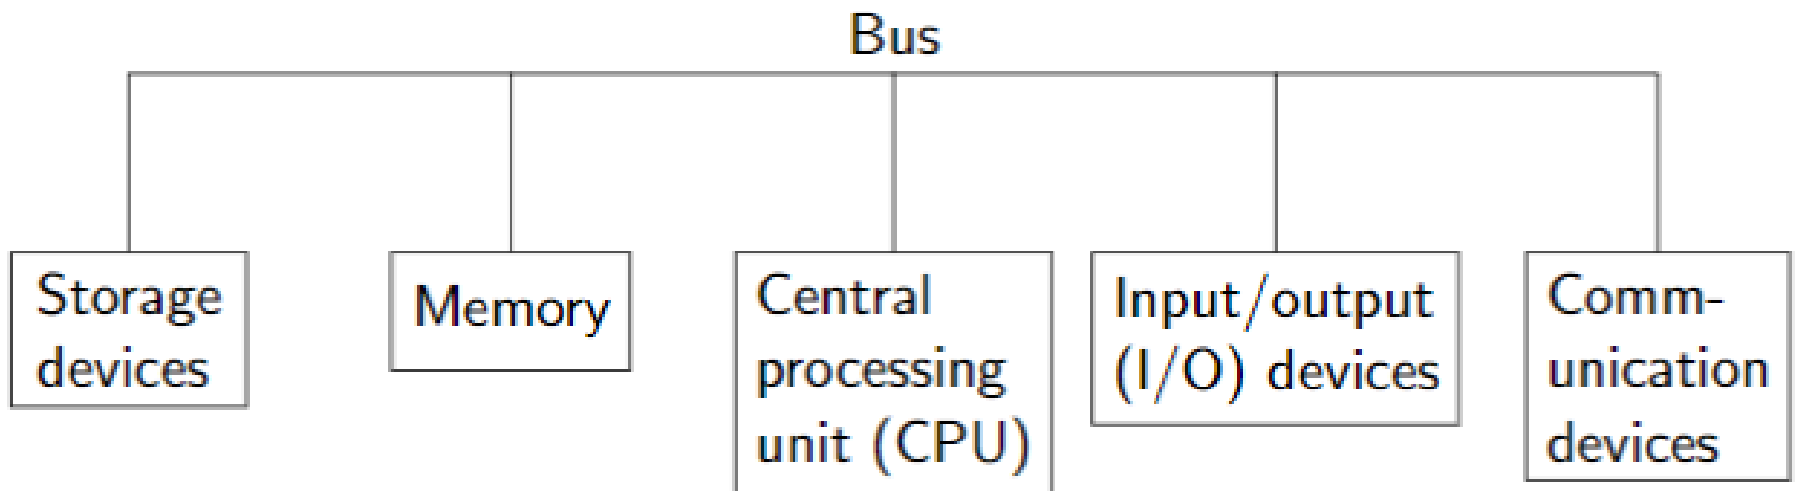 Bus
Storage
devices
Memory
Central
processing
unit (CPU)
Input/output
(I/O) devices
Comm-
unication
devices